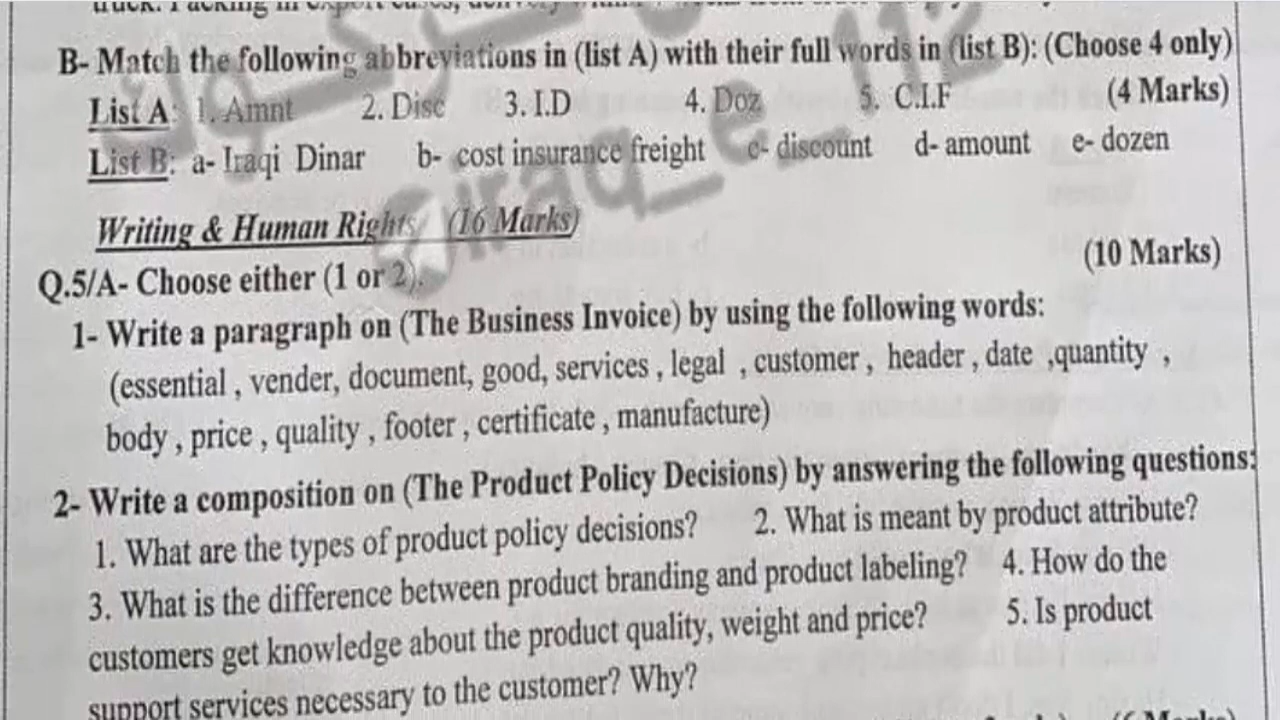 truck. Packing in export cases, delivery
B- Match the following abbreviations in (list A) with their full words in (list B): (Choose 4 only)
List A: 1. Amnt 2. Disc 3. I.D 4. Doz 5. C.I.F (4 Marks)
List B: a- Iraqi Dinar b- cost insurance freight c- discount d- amount e- dozen
@iraq_e_112
Writing & Human Rights (16 Marks)
Q.5/A- Choose either (1 or 2). (10 Marks)
1- Write a paragraph on (The Business Invoice) by using the following words:
(essential , vender, document, good, services , legal , customer , header , date ,quantity ,
body , price , quality , footer , certificate , manufacture)
2- Write a composition on (The Product Policy Decisions) by answering the following questions:
1. What are the types of product policy decisions? 2. What is meant by product attribute?
3. What is the difference between product branding and product labeling? 4. How do the
customers get knowledge about the product quality, weight and price? 5. Is product
support services necessary to the customer? Why?